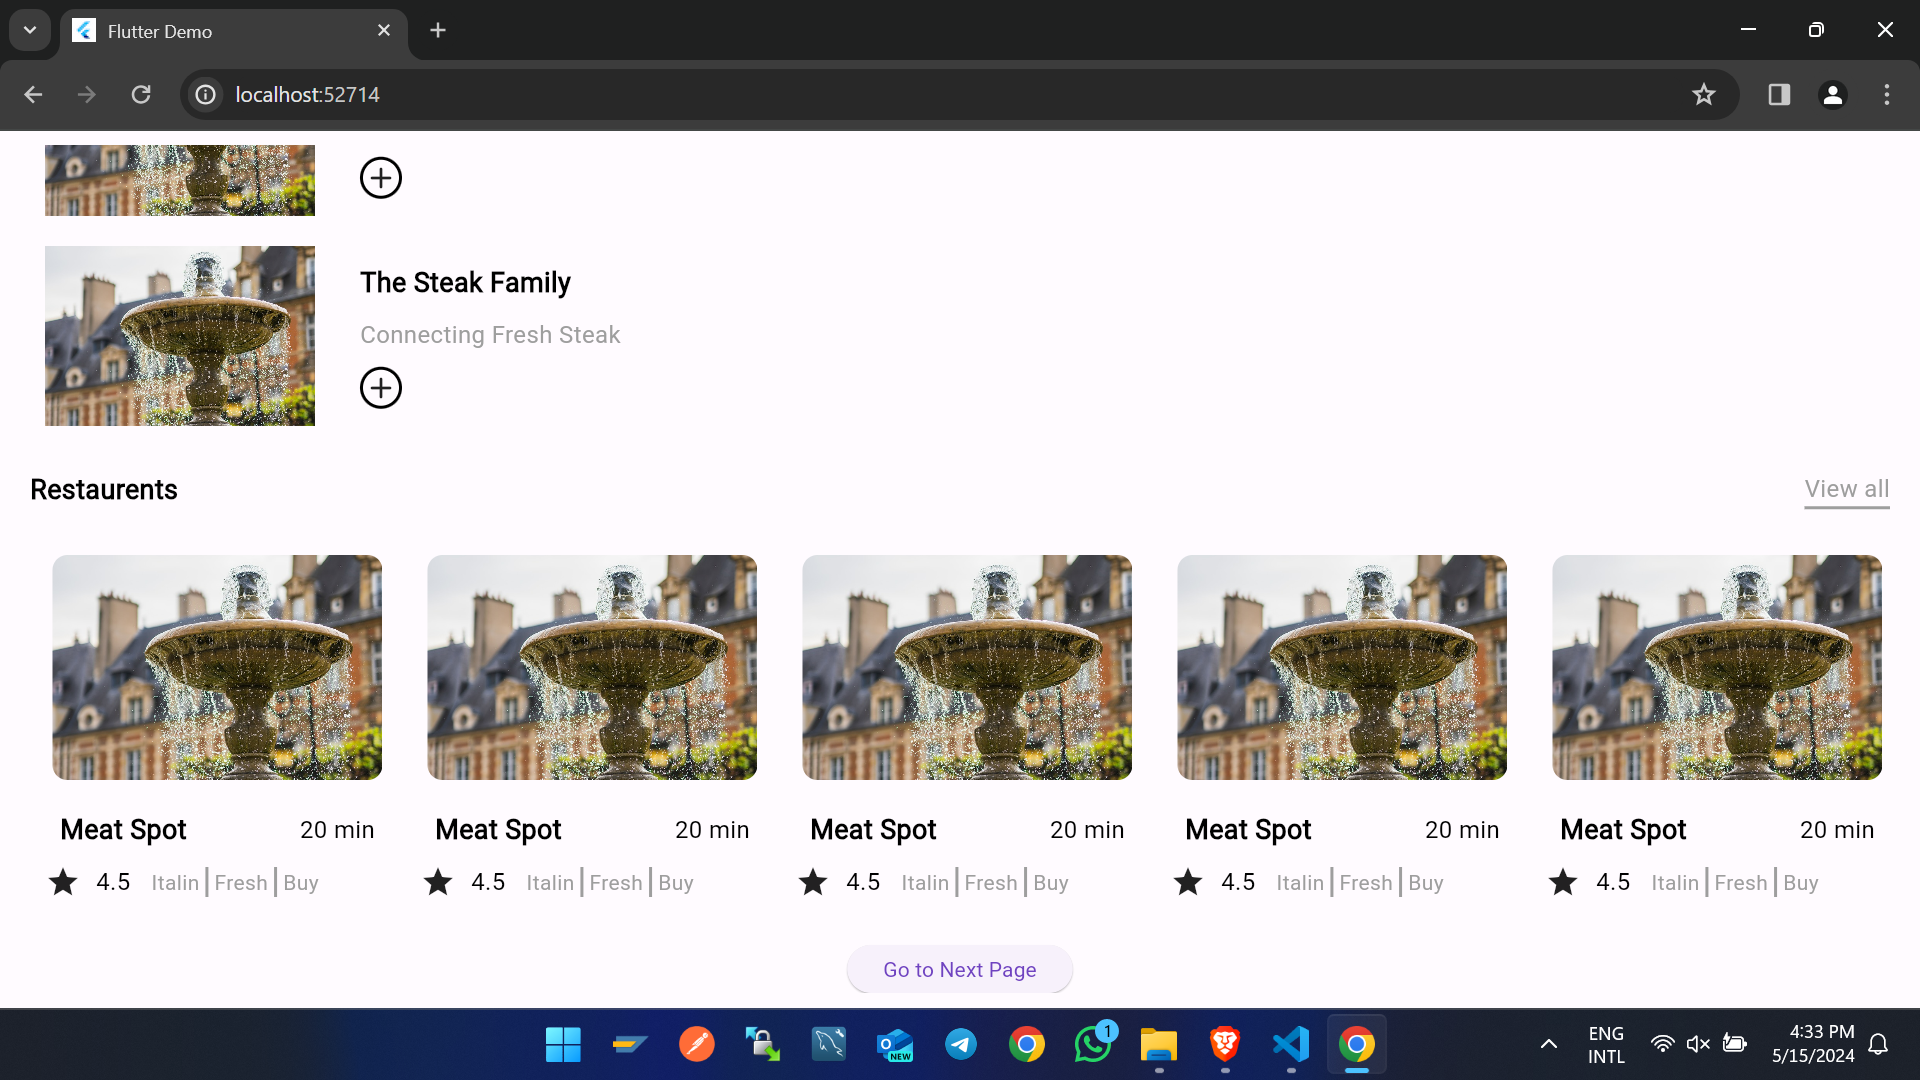 Flutter Demo
localhost:52714
The Steak Family
Connecting Fresh Steak
Restaurents
View all
Meat Spot 20 min Meat Spot 20 min Meat Spot 20 min Meat Spot 20 min Meat Spot 20 min
4.5 Italin Fresh Buy 4.5 Italin Fresh Buy 4.5 Italin Fresh Buy 4.5 Italin Fresh Buy 4.5 Italin Fresh Buy
Go to Next Page
NEW
1
ENG
INTL
4:33 PM
5/15/2024